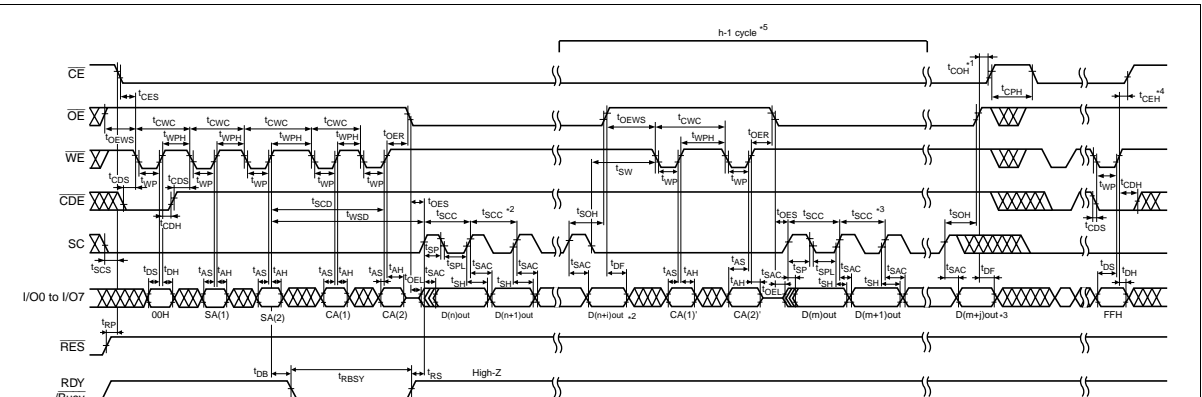 h-1 cycle *5
CE tCOH*1 tCPH tCEH*4
tCES
OE
tOEWS tCWC tCWC tCWC tCWC tOER tOEWS tCWC tOER
tWPH tWPH tWPH tWPH tWPH
WE
tCDS tWP tCDS tWP tWP tWP tWP tSW tWP tWP tWP tCDH
CDE
tCDH tSCD tWSD tOES tSCC tSCC *2 tSOH tOES tSCC tSCC *3 tSOH tCDS
SC
tSCS tSP tSPL tSP tSPL
tDS tDH tAS tAH tAS tAH tAS tAH tAS tAH tOEL tSAC tSH tSAC tSH tSAC tSAC tDF tAS tAH tAS tAH tSAC tOEL tSH tSAC tSH tSAC tSAC tDF tDS tDH
I/O0 to I/O7
00H SA(1) SA(2) CA(1) CA(2) D(n)out D(n+1)out D(n+i)out *2 CA(1)' CA(2)' D(m)out D(m+1)out D(m+j)out *3 FFH
tRP
RES
tDB tRBSY tRS High-Z
RDY